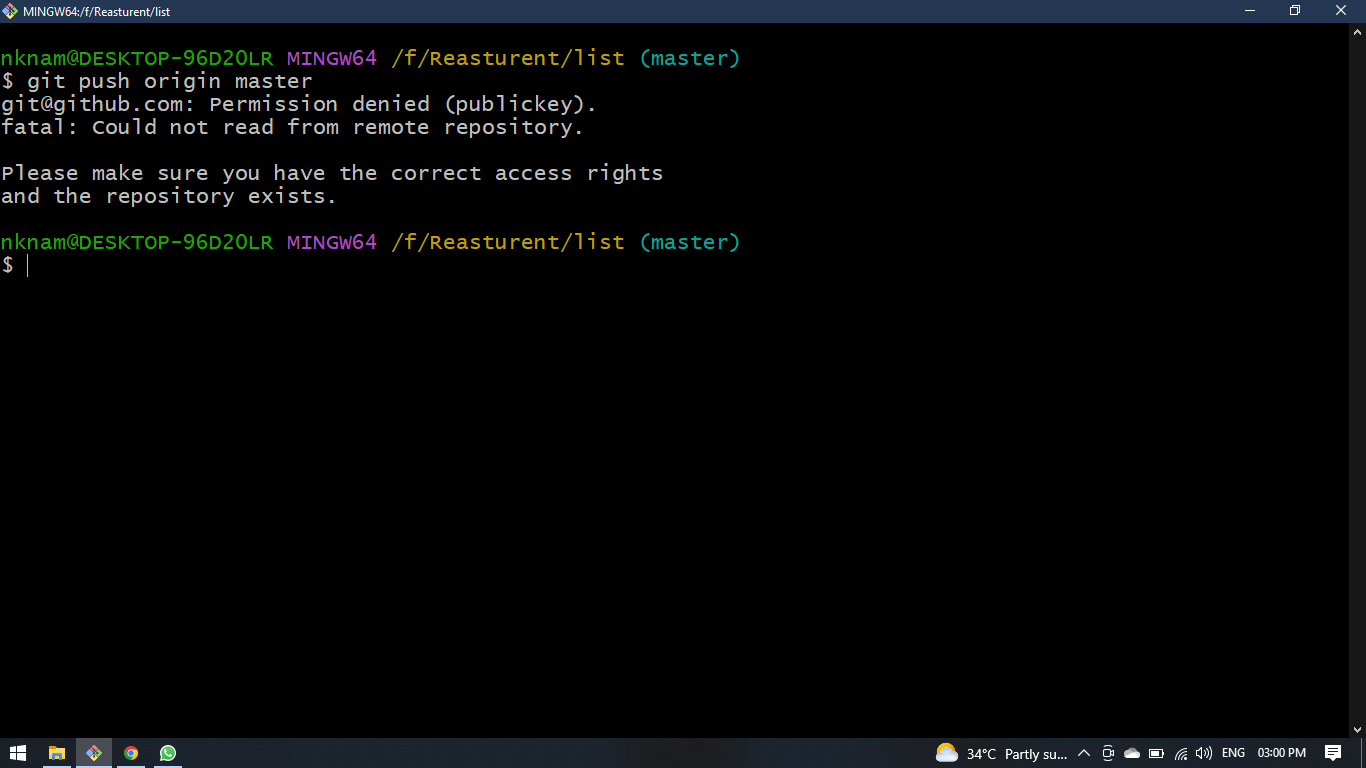 MINGW64:/f/Reasturent/list
nknam@DESKTOP-96D2OLR MINGW64 /f/Reasturent/list (master)
$ git push origin master
git@github.com: Permission denied (publickey).
fatal: Could not read from remote repository.
Please make sure you have the correct access rights
and the repository exists.
nknam@DESKTOP-96D2OLR MINGW64 /f/Reasturent/list (master)
$
34°C Partly su... ENG 03:00 PM